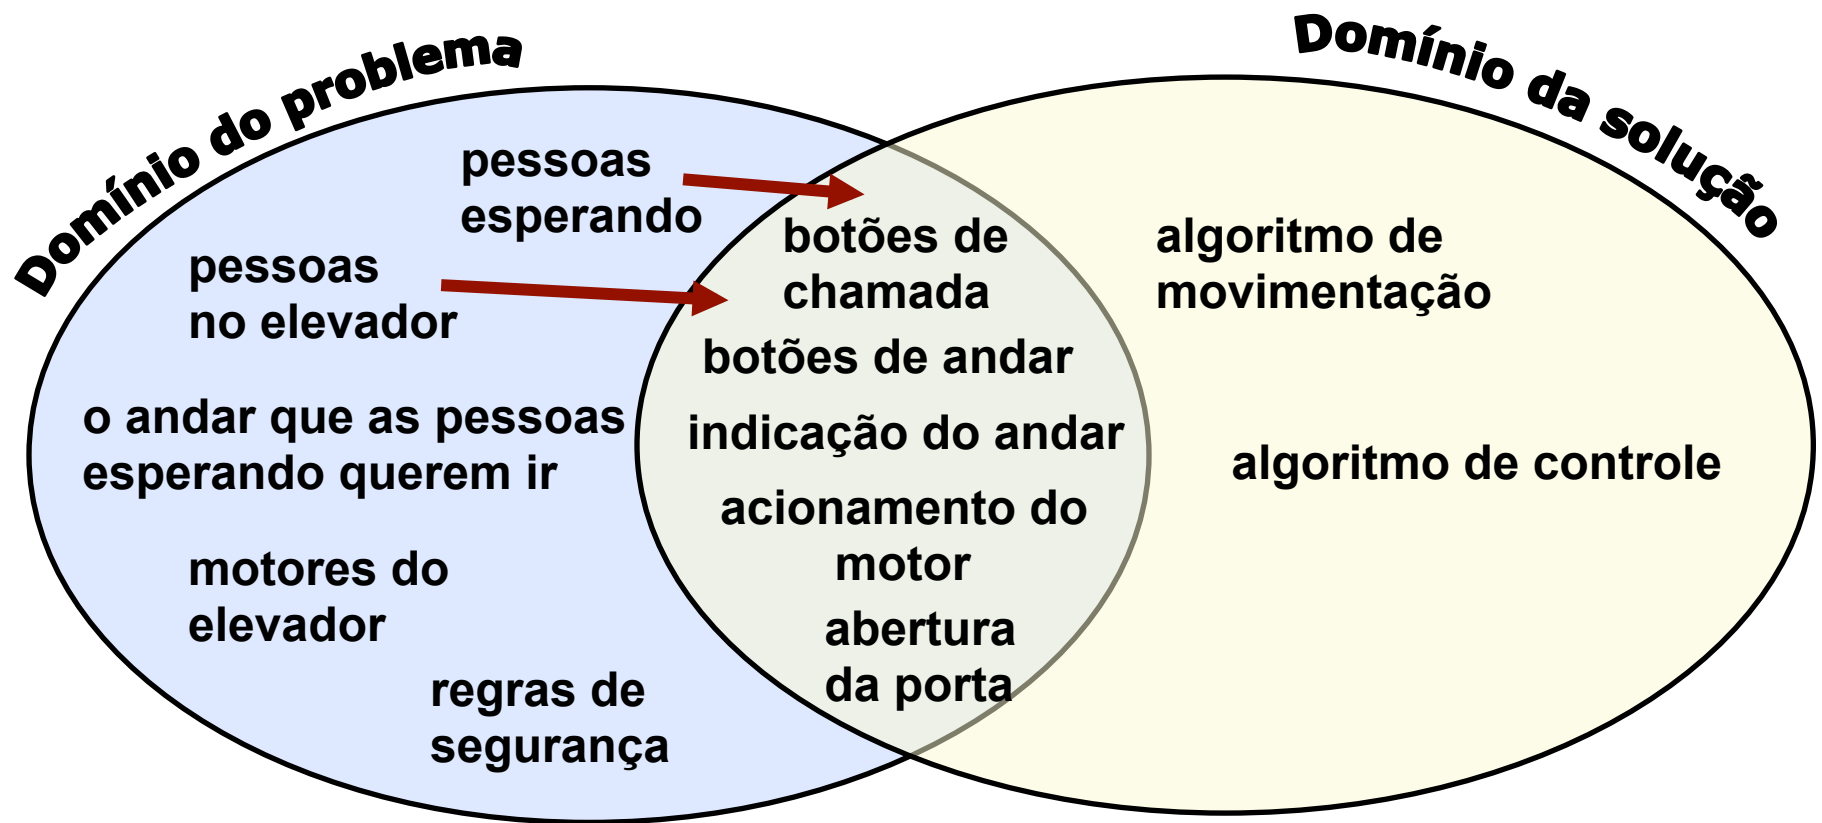 Domínio do problema
Domínio da solução
pessoas
esperando
pessoas
no elevador
o andar que as pessoas
esperando querem ir
motores do
elevador
regras de
segurança
botões de
chamada
botões de andar
indicação do andar
acionamento do
motor
abertura
da porta
algoritmo de
movimentação
algoritmo de controle